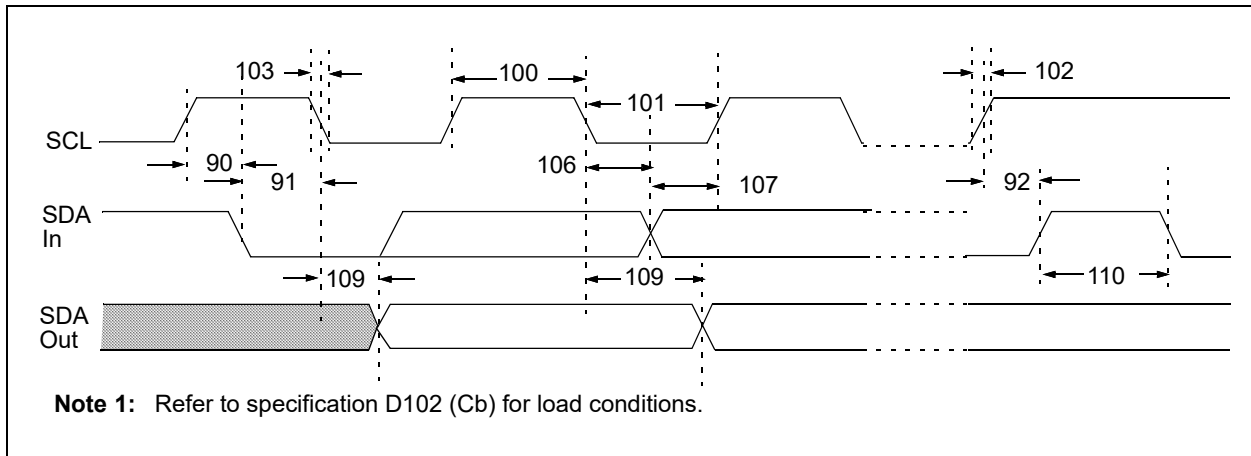 103
100
101
102
SCL
90
91
106
107
92
SDA
In
109
109
110
SDA
Out
Note 1: Refer to specification D102 (Cb) for load conditions.